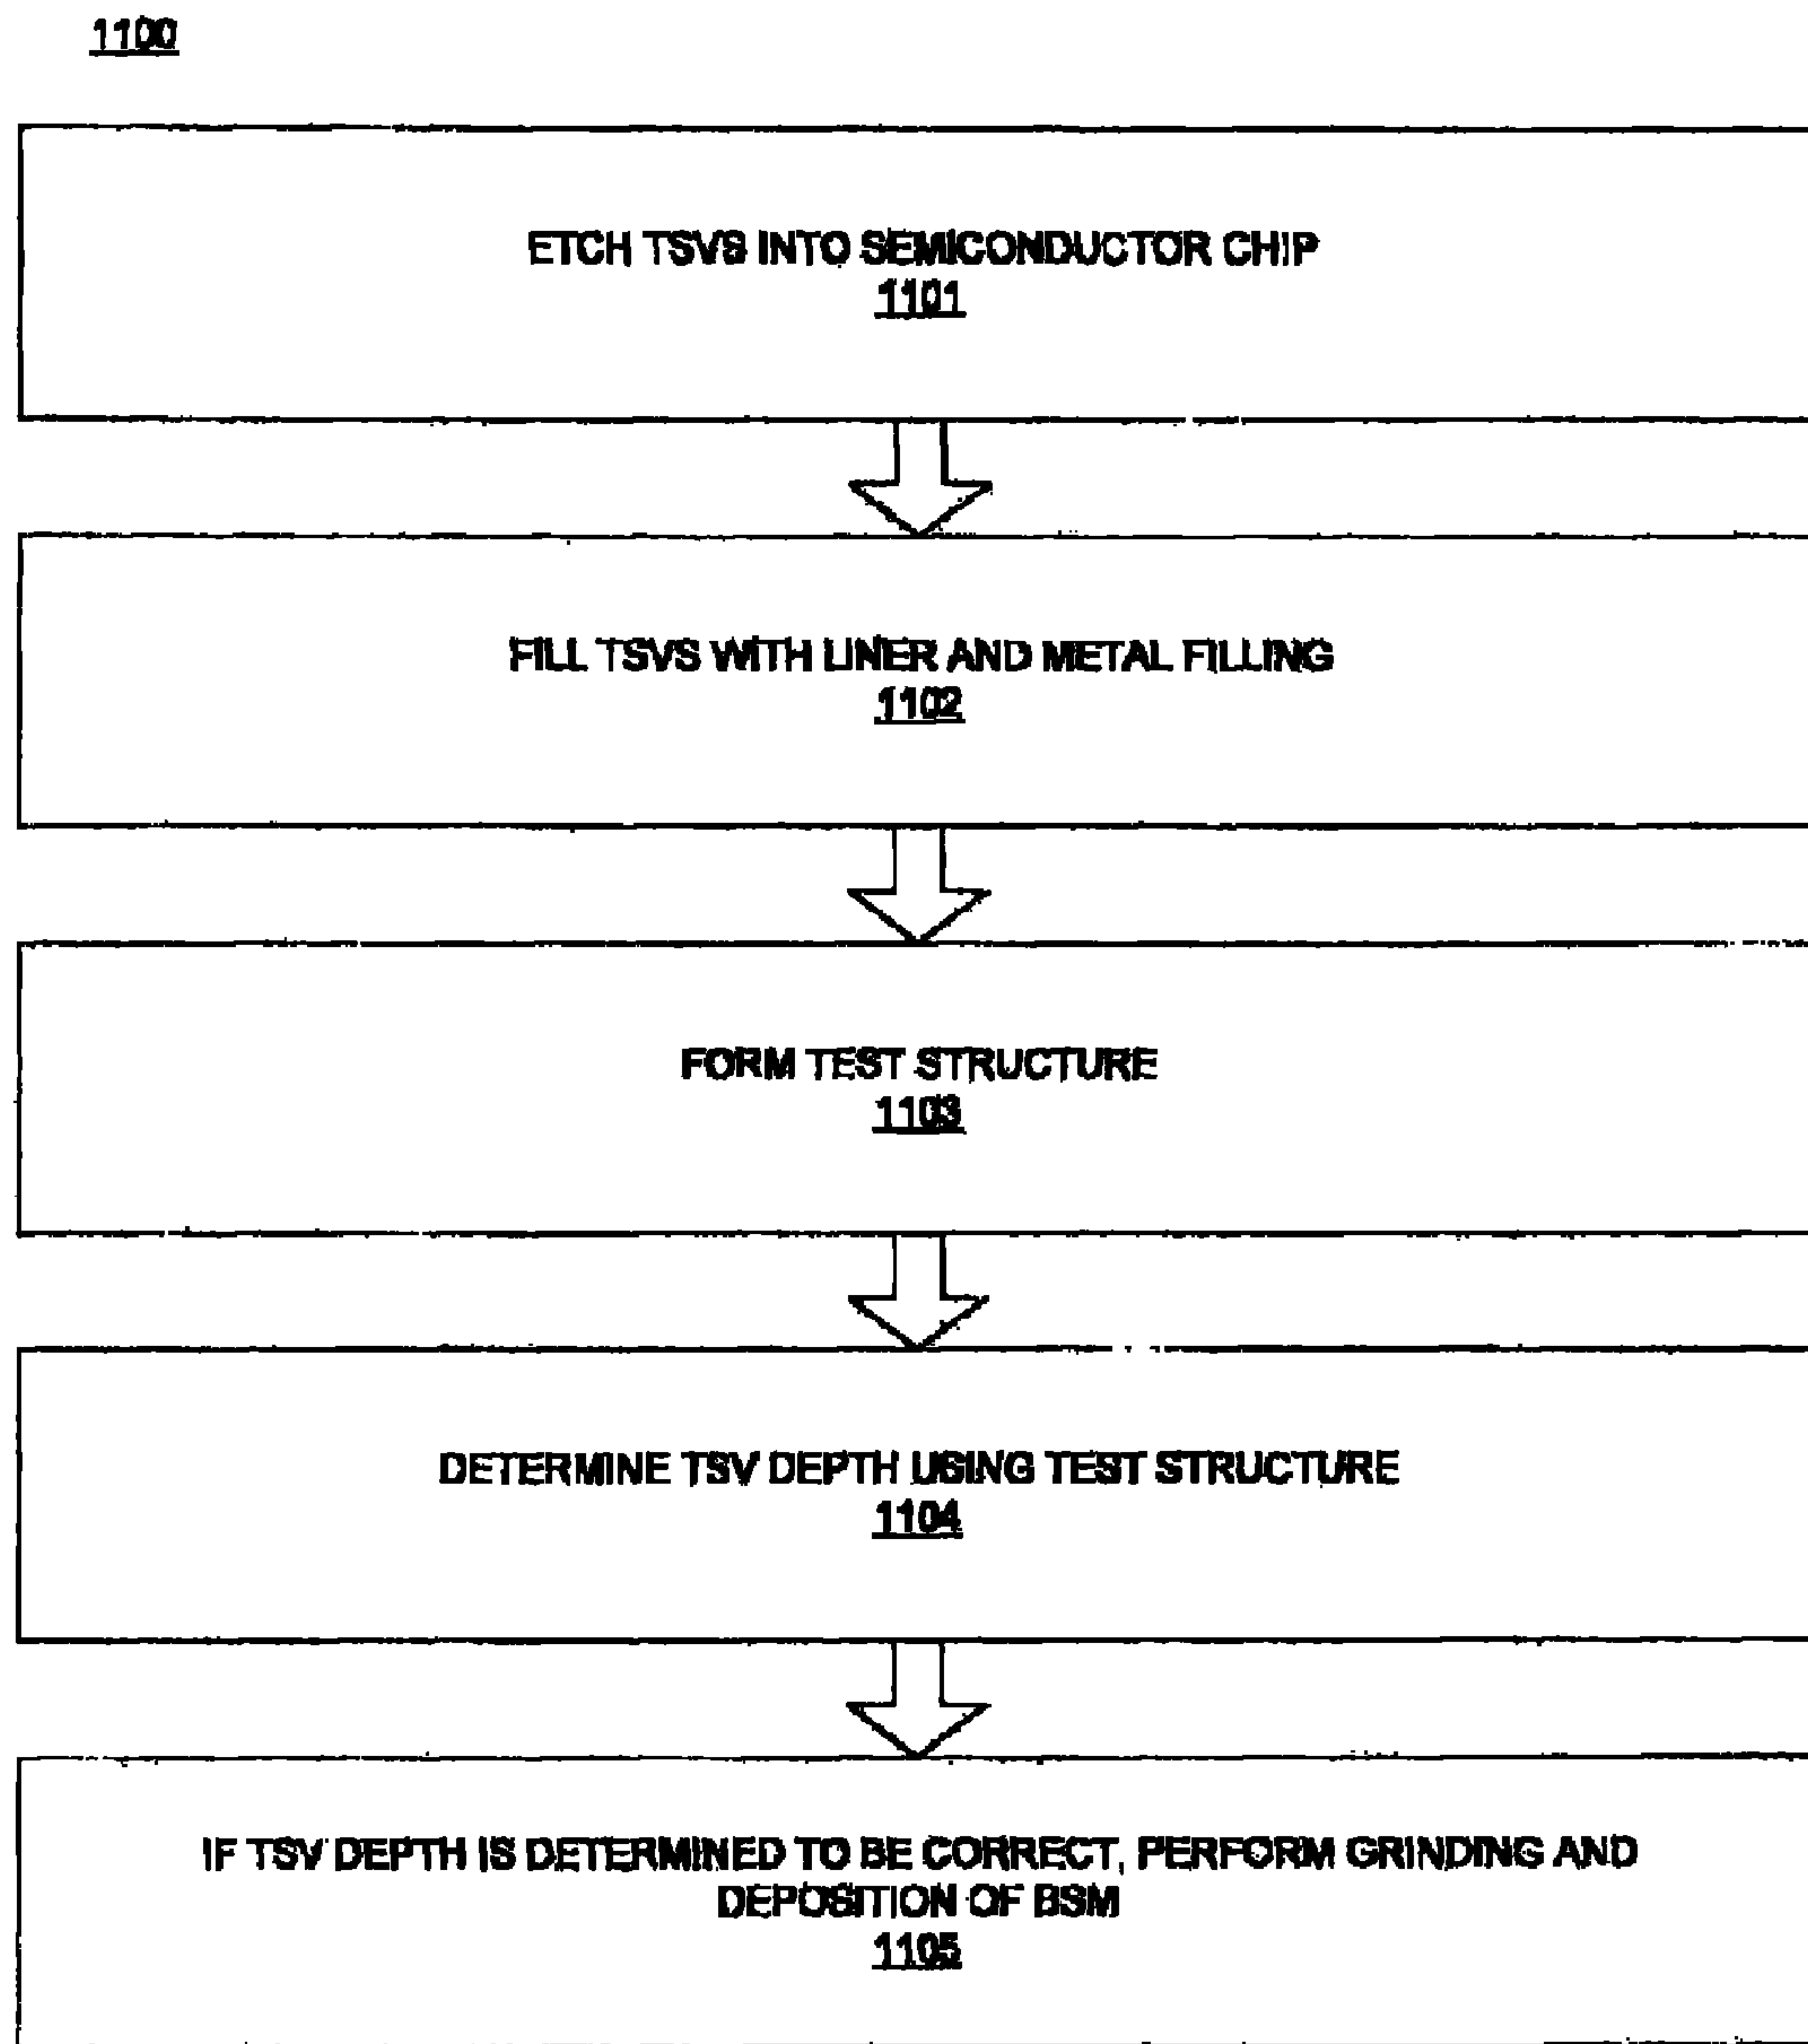 1100
ETCH TSVS INTO SEMICONDUCTOR CHIP
1101
FILL TSVS WITH LINER AND METAL FILLING
1102
FORM TEST STRUCTURE
1103
DETERMINE TSV DEPTH USING TEST STRUCTURE
1104
IF TSV DEPTH IS DETERMINED TO BE CORRECT, PERFORM GRINDING AND
DEPOSITION OF BSM
1105